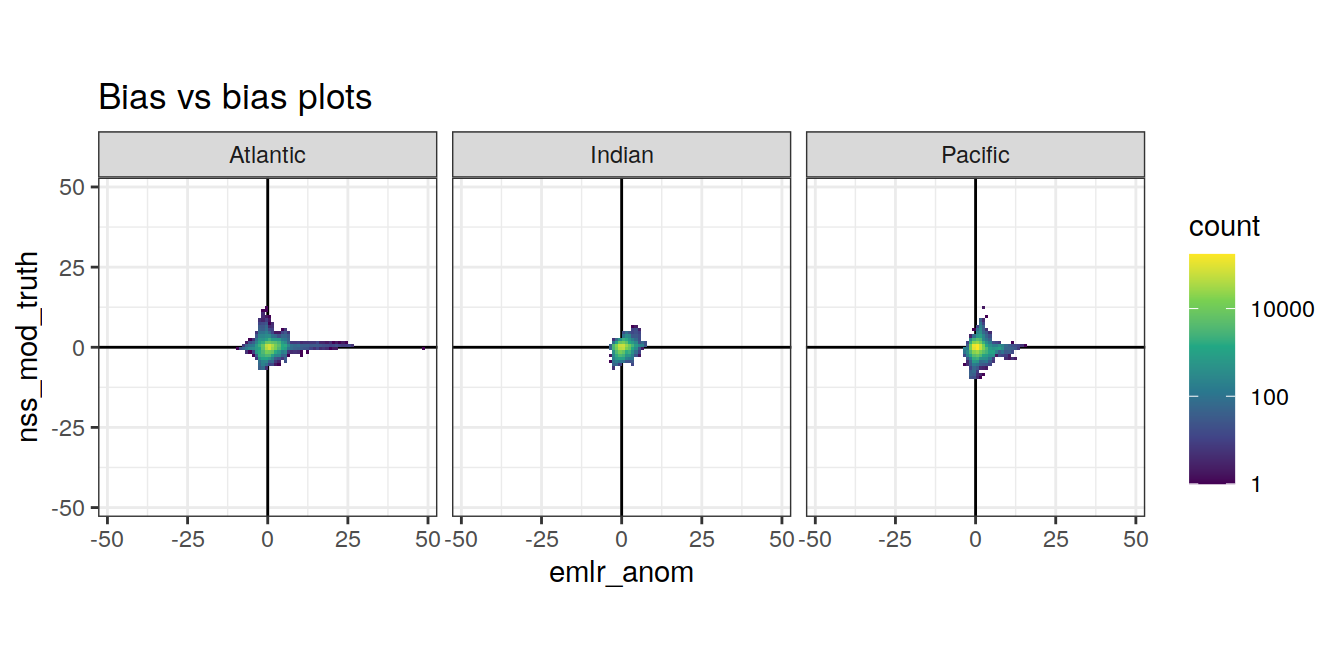 Bias vs bias plots
Atlantic Indian Pacific
50
25
0
-25
-50
nss_mod_truth
-50 -25 0 25 50 -50 -25 0 25 50 -50 -25 0 25 50
emlr_anom
count
10000
100
1